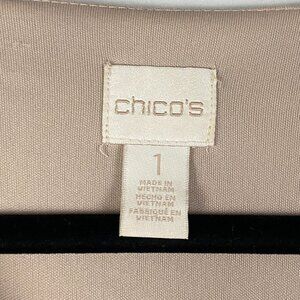 chico's
1
MADE IN
VIETNAM
HECHO EN
VIETNAM
FABRIQUÉ EN
VIETNAM